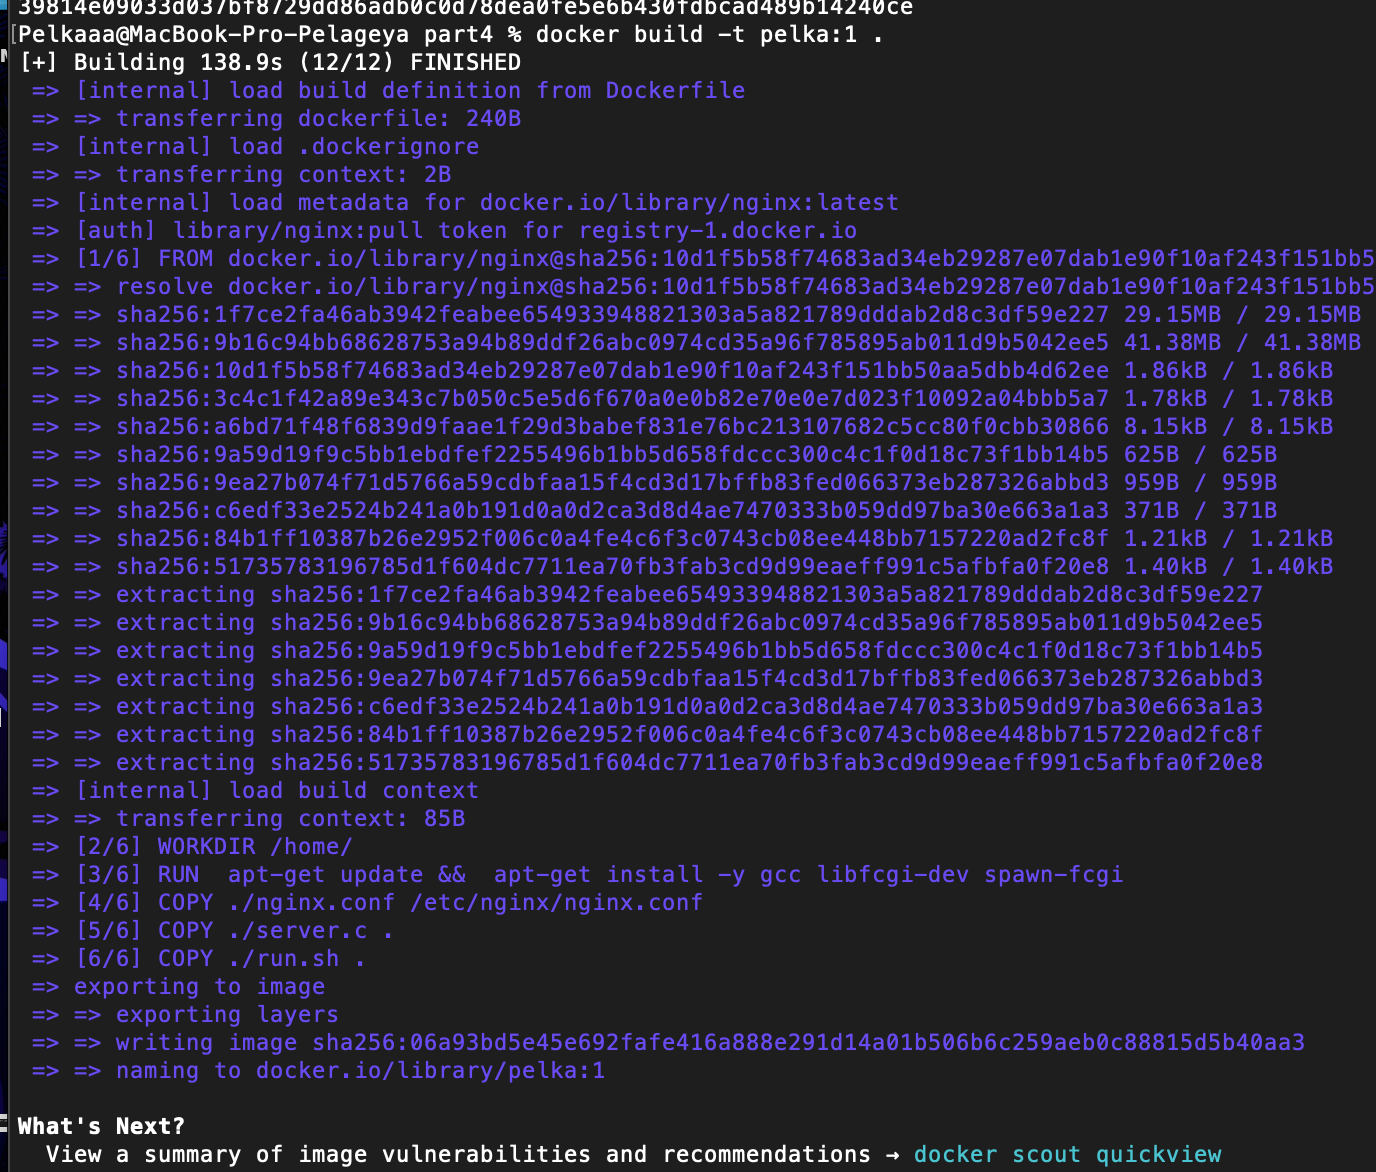 39814e09033d037bf8729dd86adb0c0d78dea0fe5e6b430fdbcad489b14240ce
[Pelkaaa@MacBook-Pro-Pelageya part4 % docker build -t pelka:1 .
[+] Building 138.9s (12/12) FINISHED
=> [internal] load build definition from Dockerfile
=> => transferring dockerfile: 240B
=> [internal] load .dockerignore
=> => transferring context: 2B
=> [internal] load metadata for docker.io/library/nginx:latest
=> [auth] library/nginx:pull token for registry-1.docker.io
=> [1/6] FROM docker.io/library/nginx@sha256:10d1f5b58f74683ad34eb29287e07dab1e90f10af243f151bb5
=> => resolve docker.io/library/nginx@sha256:10d1f5b58f74683ad34eb29287e07dab1e90f10af243f151bb5
=> => sha256:1f7ce2fa46ab3942feabee654933948821303a5a821789dddab2d8c3df59e227 29.15MB / 29.15MB
=> => sha256:9b16c94bb68628753a94b89ddf26abc0974cd35a96f785895ab011d9b5042ee5 41.38MB / 41.38MB
=> => sha256:10d1f5b58f74683ad34eb29287e07dab1e90f10af243f151bb50aa5dbb4d62ee 1.86kB / 1.86kB
=> => sha256:3c4c1f42a89e343c7b050c5e5d6f670a0e0b82e70e0e7d023f10092a04bbb5a7 1.78kB / 1.78kB
=> => sha256:a6bd71f48f6839d9faae1f29d3babef831e76bc213107682c5cc80f0cbb30866 8.15kB / 8.15kB
=> => sha256:9a59d19f9c5bb1ebdfef2255496b1bb5d658fdccc300c4c1f0d18c73f1bb14b5 625B / 625B
=> => sha256:9ea27b074f71d5766a59cdbfaa15f4cd3d17bffb83fed066373eb287326abbd3 959B / 959B
=> => sha256:c6edf33e2524b241a0b191d0a0d2ca3d8d4ae7470333b059dd97ba30e663a1a3 371B / 371B
=> => sha256:84b1ff10387b26e2952f006c0a4fe4c6f3c0743cb08ee448bb7157220ad2fc8f 1.21kB / 1.21kB
=> => sha256:51735783196785d1f604dc7711ea70fb3fab3cd9d99eaeff991c5afbfa0f20e8 1.40kB / 1.40kB
=> => extracting sha256:1f7ce2fa46ab3942feabee654933948821303a5a821789dddab2d8c3df59e227
=> => extracting sha256:9b16c94bb68628753a94b89ddf26abc0974cd35a96f785895ab011d9b5042ee5
=> => extracting sha256:9a59d19f9c5bb1ebdfef2255496b1bb5d658fdccc300c4c1f0d18c73f1bb14b5
=> => extracting sha256:9ea27b074f71d5766a59cdbfaa15f4cd3d17bffb83fed066373eb287326abbd3
=> => extracting sha256:c6edf33e2524b241a0b191d0a0d2ca3d8d4ae7470333b059dd97ba30e663a1a3
=> => extracting sha256:84b1ff10387b26e2952f006c0a4fe4c6f3c0743cb08ee448bb7157220ad2fc8f
=> => extracting sha256:51735783196785d1f604dc7711ea70fb3fab3cd9d99eaeff991c5afbfa0f20e8
=> [internal] load build context
=> => transferring context: 85B
=> [2/6] WORKDIR /home/
=> [3/6] RUN  apt-get update &&  apt-get install -y gcc libfcgi-dev spawn-fcgi
=> [4/6] COPY ./nginx.conf /etc/nginx/nginx.conf
=> [5/6] COPY ./server.c .
=> [6/6] COPY ./run.sh .
=> exporting to image
=> => exporting layers
=> => writing image sha256:06a93bd5e45e692fafe416a888e291d14a01b506b6c259aeb0c88815d5b40aa3
=> => naming to docker.io/library/pelka:1
What's Next?
View a summary of image vulnerabilities and recommendations → docker scout quickview